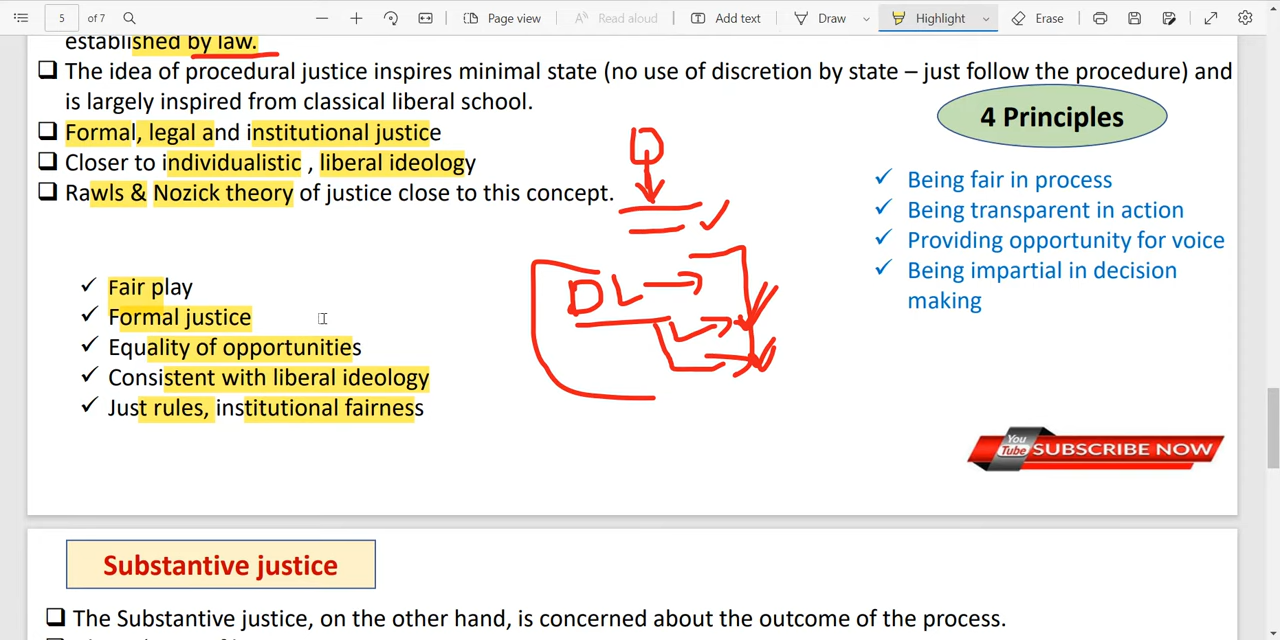 5 of 7 Page view Read aloud Add text Draw Highlight Erase
established by law.
The idea of procedural justice inspires minimal state (no use of discretion by state – just follow the procedure) and
is largely inspired from classical liberal school.
Formal, legal and institutional justice
Closer to individualistic , liberal ideology
Rawls & Nozick theory of justice close to this concept.
Fair play
Formal justice
Equality of opportunities
Consistent with liberal ideology
Just rules, institutional fairness
D
DL
4 Principles
Being fair in process
Being transparent in action
Providing opportunity for voice
Being impartial in decision
making
You
Tube SUBSCRIBE NOW
Substantive justice
The Substantive justice, on the other hand, is concerned about the outcome of the process.